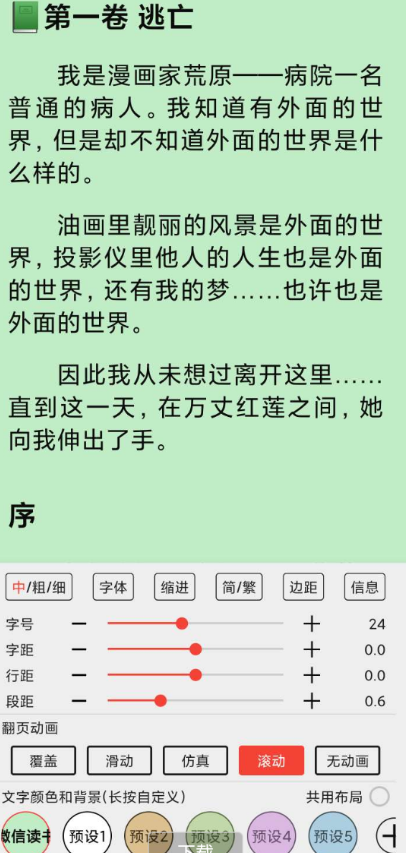 第一卷 逃亡
我是漫画家荒原——病院一名
普通的病人。我知道有外面的世
界，但是却不知道外面的世界是什
么样的。
油画里靓丽的风景是外面的世
界，投影仪里他人的人生也是外面
的世界，还有我的梦……也许也是
外面的世界。
因此我从未想过离开这里……
直到这一天，在万丈红莲之间，她
向我伸出了手。
序
中/粗/细 字体 缩进 简/繁 边距 信息
字号 24
字距 0.0
行距 0.0
段距 0.6
翻页动画
覆盖 滑动 仿真 滚动 无动画
文字颜色和背景(长按自定义) 共用布局
微信读书 预设1 预设2 预设3 预设4 预设5
下载